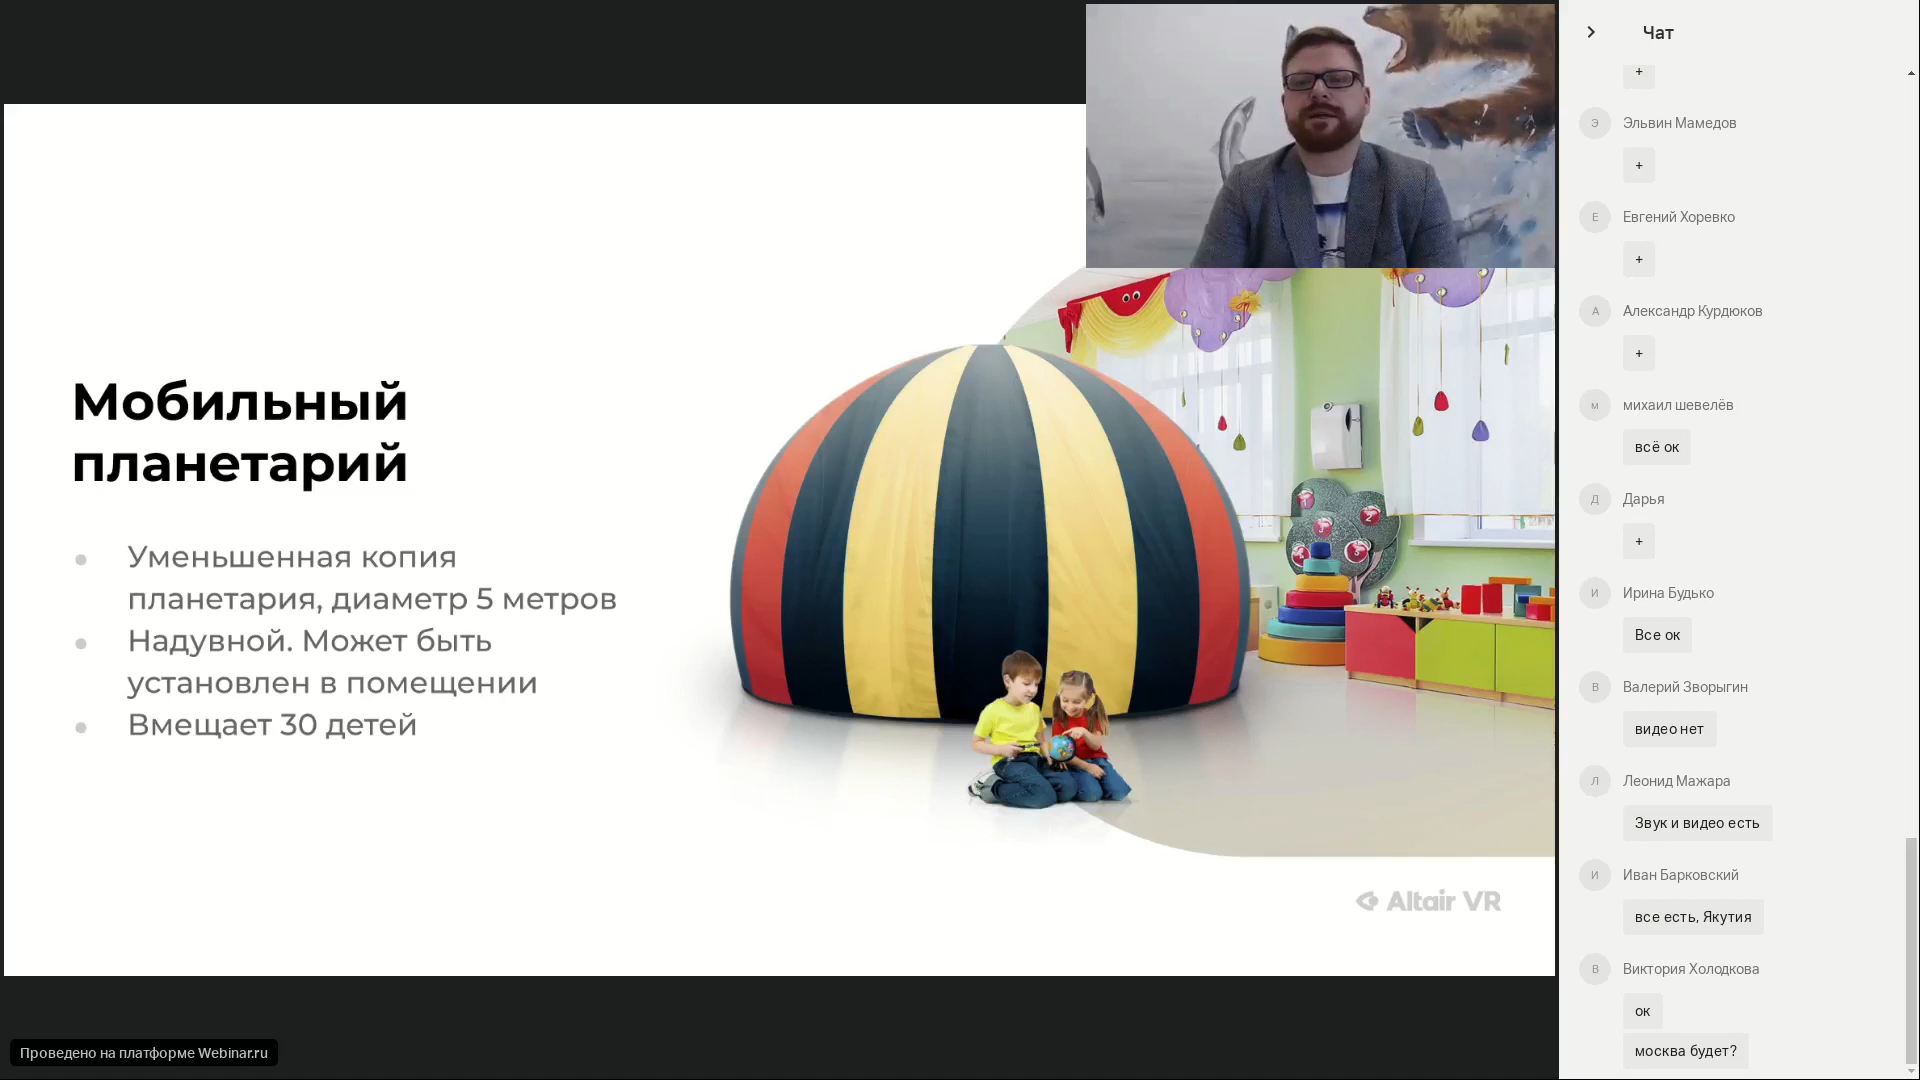 Мобильный
планетарий
Уменьшенная копия
планетария, диаметр 5 метров
Надувной. Может быть
установлен в помещении
Вмещает 30 детей
Altair VR
Проведено на платформе Webinar.ru
Чат
+
Э
Эльвин Мамедов
+
Е
Евгений Хоревко
+
А
Александр Курдюков
+
м
михаил шевелёв
всё ок
Д
Дарья
+
И
Ирина Будько
Все ок
В
Валерий Зворыгин
видео нет
Л
Леонид Мажара
Звук и видео есть
И
Иван Барковский
все есть, Якутия
В
Виктория Холодкова
ок
москва будет?